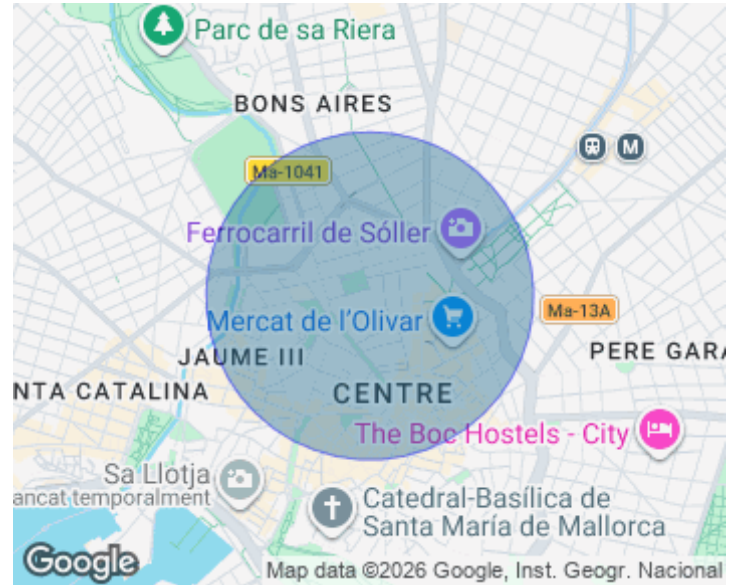 Parc de sa Riera
BONS AIRES
M
Ma-1041
Ferrocarril de Sóller
Ma-13A
Mercat de l'Olivar
JAUME III
PERE GARA
NTA CATALINA
CENTRE
The Boc Hostels - City
Sa Llotja
ancat temporalment
Catedral-Basílica de
Santa María de Mallorca
Google
Map data ©2026 Google, Inst. Geogr. Nacional